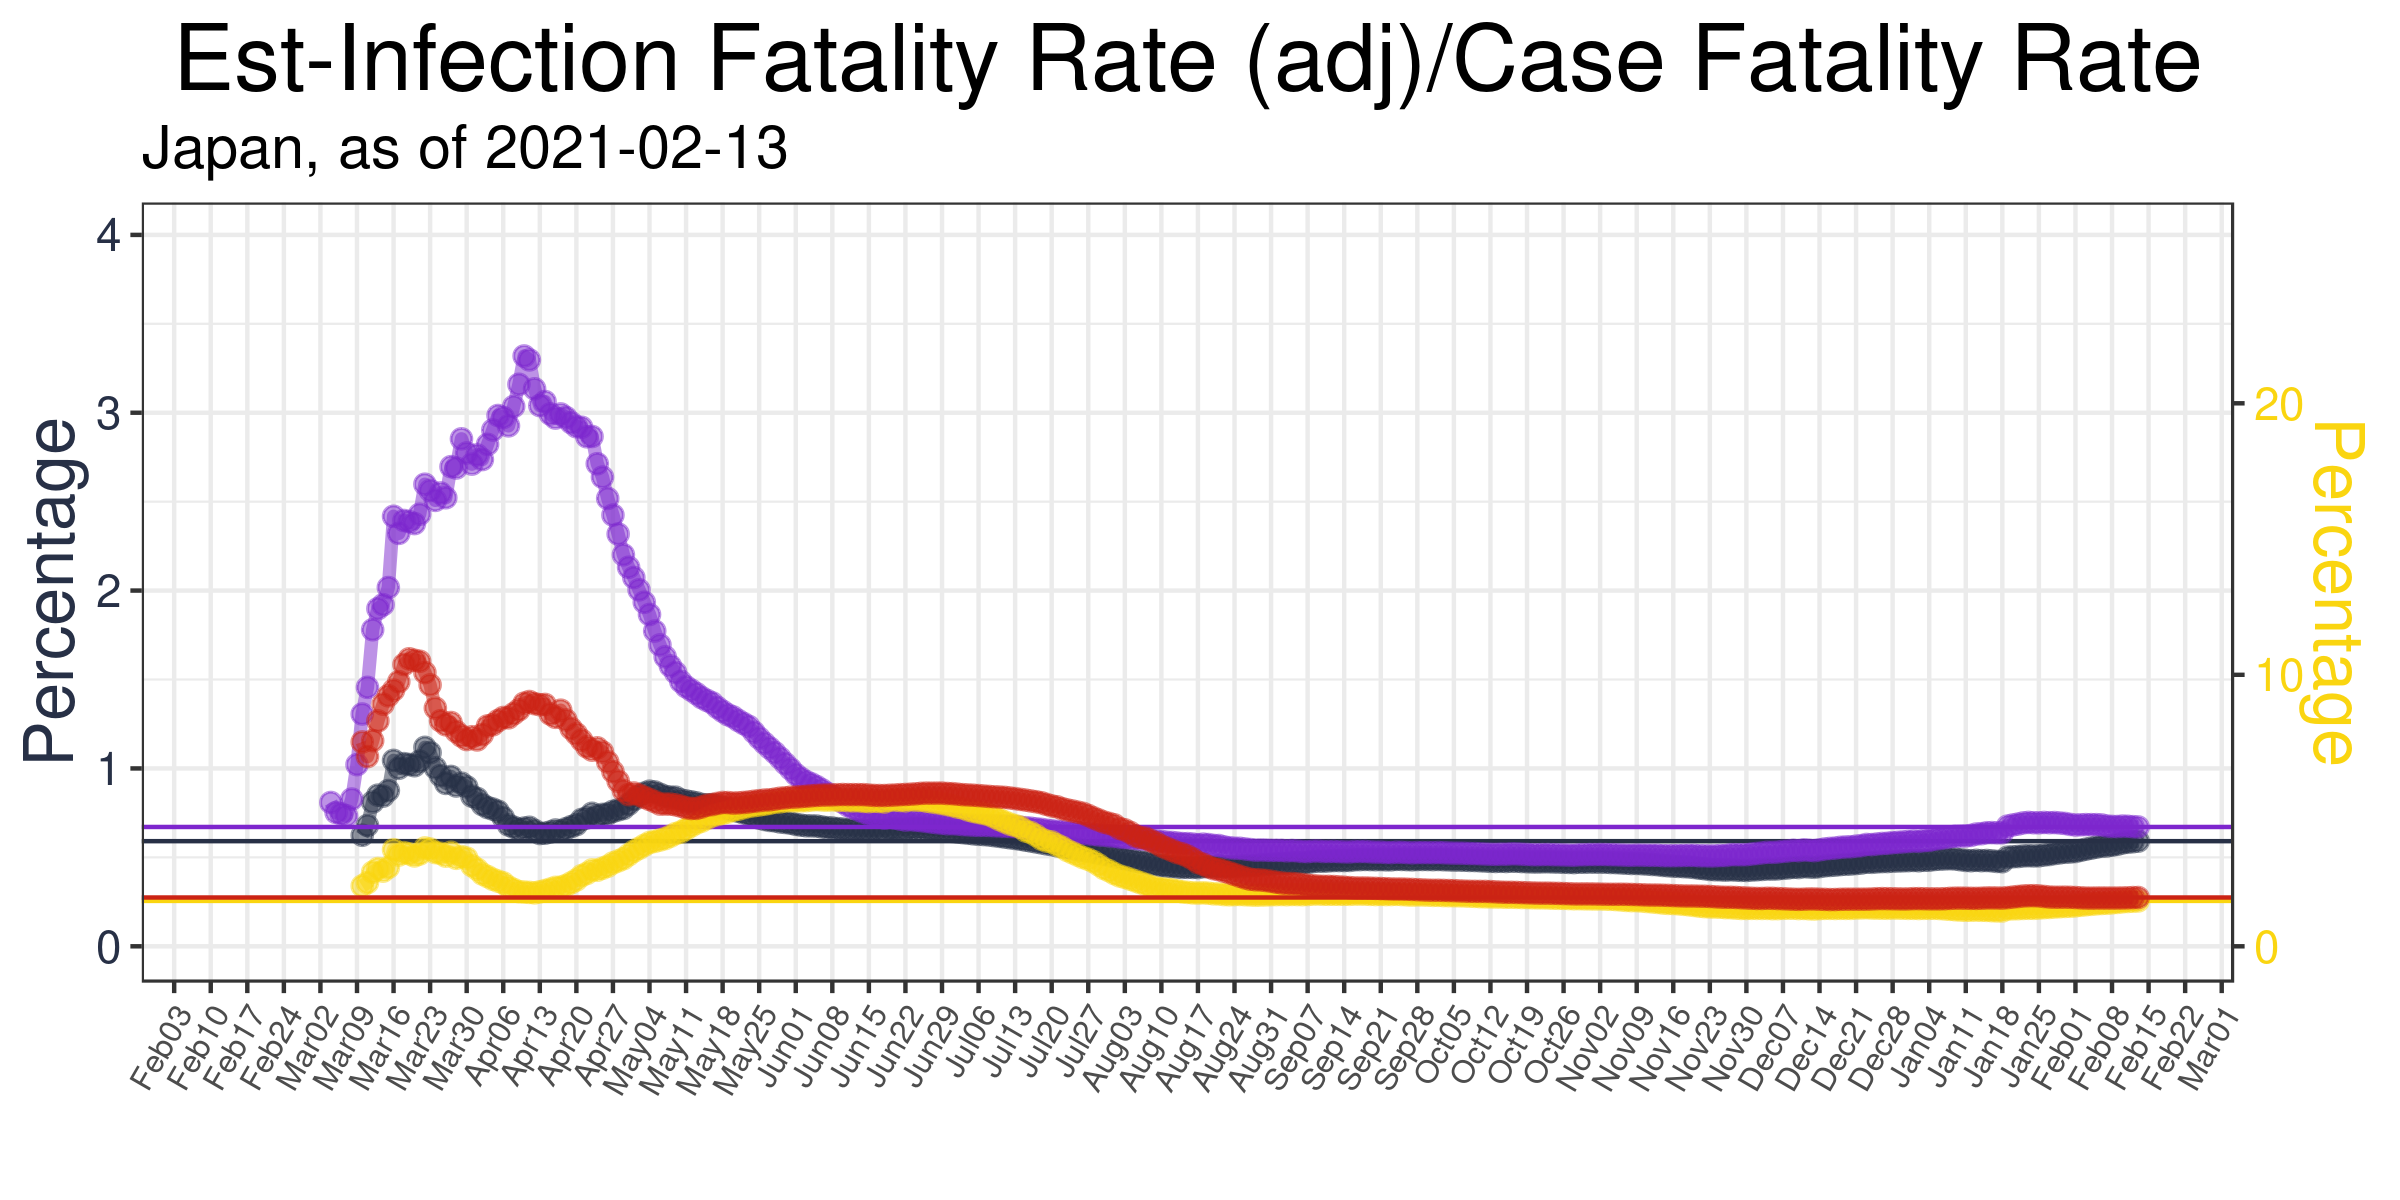 Est-Infection Fatality Rate (adj)/Case Fatality Rate
Japan, as of 2021-02-13
Percentage
4
3
2
1
0
20
10
0
Percentage
Feb03
Feb10
Feb17
Feb24
Mar02
Mar09
Mar16
Mar23
Mar30
Apr06
Apr13
Apr20
Apr27
May04
May11
May18
May25
Jun01
Jun08
Jun15
Jun22
Jun29
Jul06
Jul13
Jul20
Jul27
Aug03
Aug10
Aug17
Aug24
Aug31
Sep07
Sep14
Sep21
Sep28
Oct05
Oct12
Oct19
Oct26
Nov02
Nov09
Nov16
Nov23
Nov30
Dec07
Dec14
Dec21
Dec28
Jan04
Jan11
Jan18
Jan25
Feb01
Feb08
Feb15
Feb22
Mar01